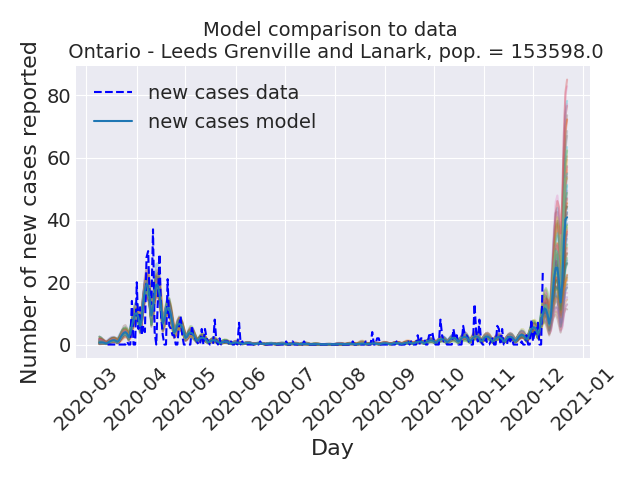 Model comparison to data
Ontario - Leeds Grenville and Lanark, pop. = 153598.0
Number of new cases reported
80
60
40
20
0
new cases data
new cases model
2020-03
2020-04
2020-05
2020-06
2020-07
2020-08
2020-09
2020-10
2020-11
2020-12
2021-01
Day